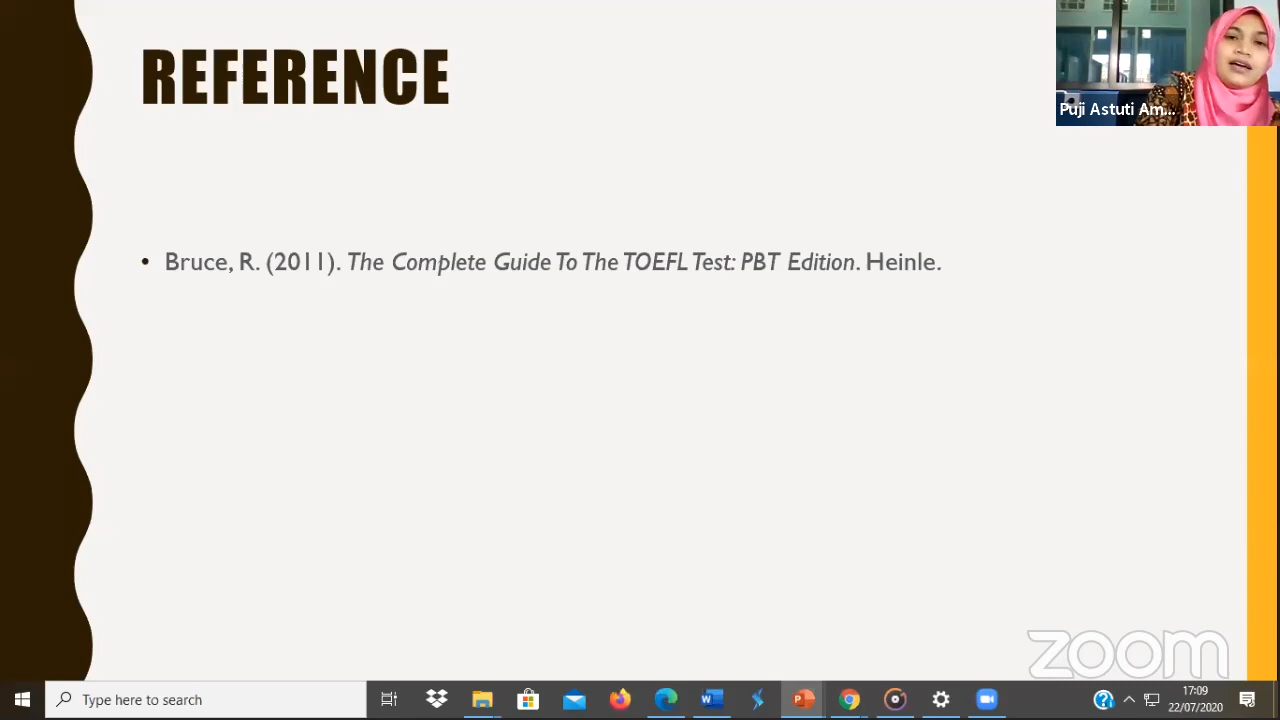 REFERENCE
Puji Astuti Am...
• Bruce, R. (2011). The Complete Guide To The TOEFL Test: PBT Edition. Heinle.
zoom
Type here to search
17:09
22/07/2020